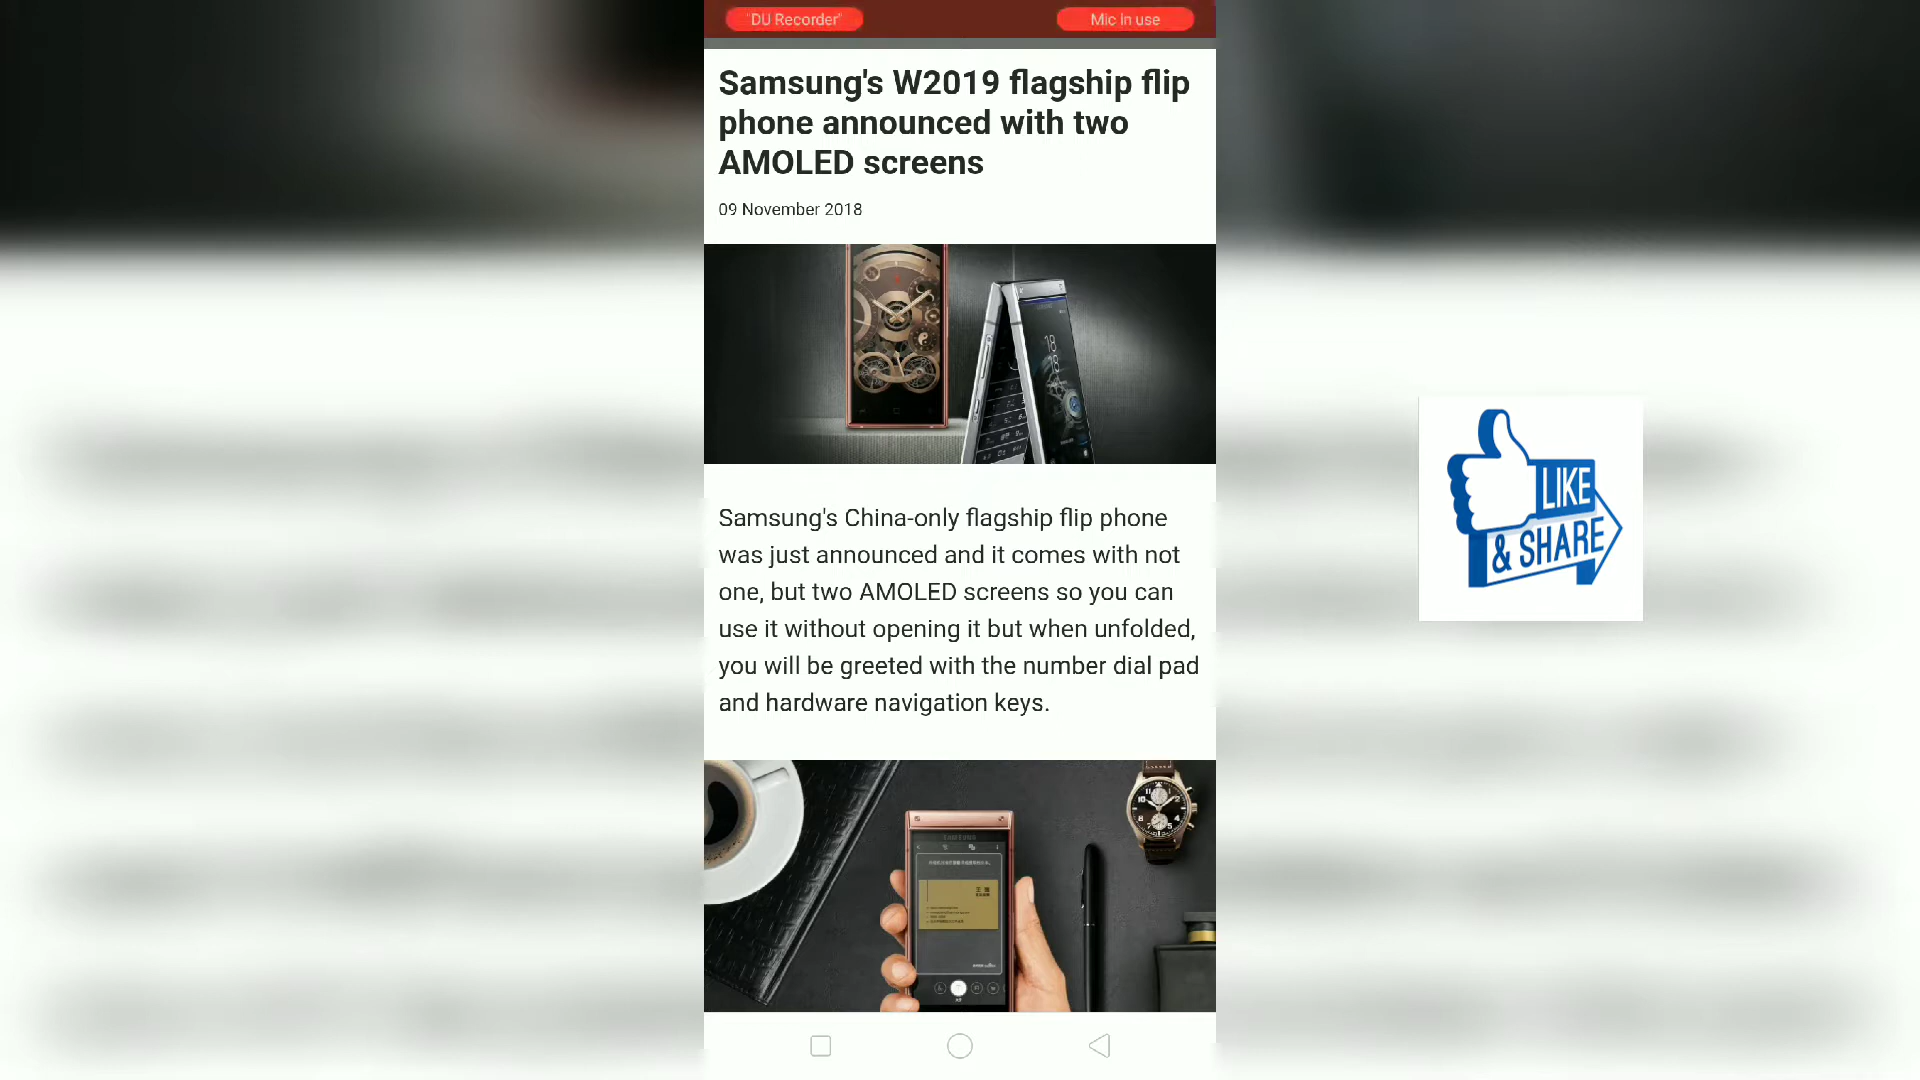 "DU Recorder"
Mic in use
Samsung's W2019 flagship flip
phone announced with two
AMOLED screens
09 November 2018
18
18
Samsung's China-only flagship flip phone
was just announced and it comes with not
one, but two AMOLED screens so you can
use it without opening it but when unfolded,
you will be greeted with the number dial pad
and hardware navigation keys.
SAMSUNG
LIKE
& SHARE